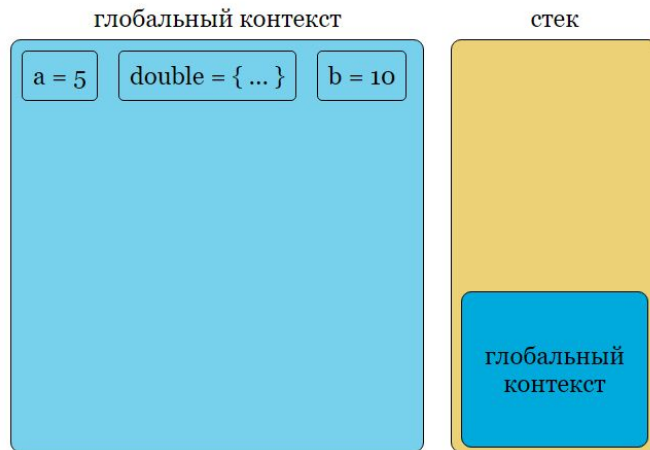 глобальный контекст
стек
a = 5
double = { ... }
b = 10
глобальный
контекст